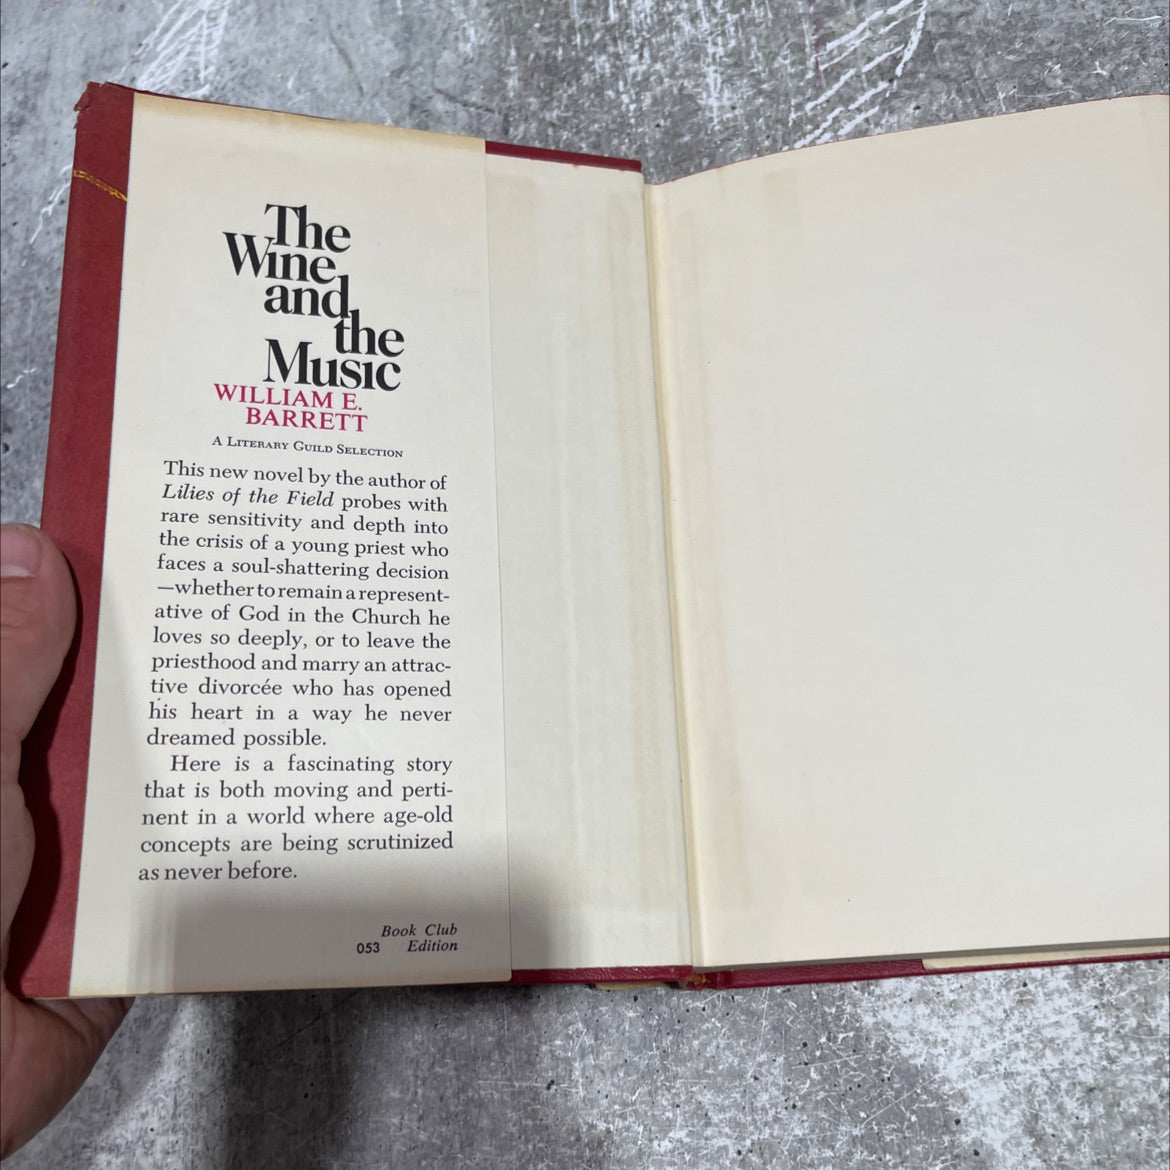 The
Wine
and
the
Music
WILLIAM E.
BARRETT
A LITERARY GUILD SELECTION
This new novel by the author of
Lilies of the Field probes with
rare sensitivity and depth into
the crisis of a young priest who
faces a soul-shattering decision
—whether to remain a represent-
ative of God in the Church he
loves so deeply, or to leave the
priesthood and marry an attrac-
tive divorcée who has opened
his heart in a way he never
dreamed possible.
Here is a fascinating story
that is both moving and perti-
nent in a world where age-old
concepts are being scrutinized
as never before.
Book Club
053 Edition